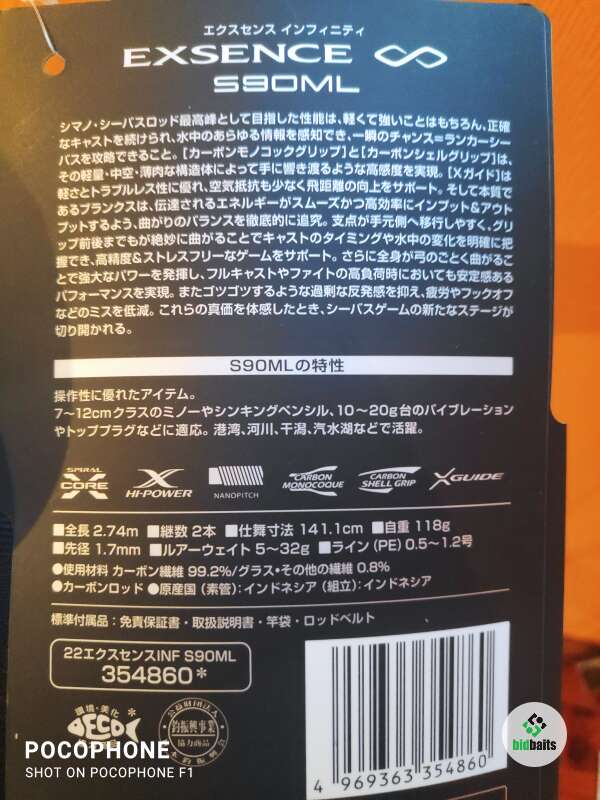 エクスセンス インフィニティ
EXSENCE ∞
S90ML
シマノ・シーバスロッド最高峰として目指した性能は、軽くて強いことはもちろん、正確
なキャストを続けられ、水中のあらゆる情報を感知でき、一瞬のチャンス=ランカーシー
バスを攻略できること。[カーボンモノコックグリップ]と[カーボンシェルグリップ]は、
その軽量・中空・薄肉な構造体によって手に響き渡るような高感度を実現。[Xガイド]は
軽さとトラブルレス性に優れ、空気抵抗も少なく飛距離の向上をサポート。そして本質で
あるブランクスは、伝達されるエネルギーがスムーズかつ高効率にインプット&アウト
プットするよう、曲がりのバランスを徹底的に追究。支点が手元側へ移行しやすく、グリ
ップ前後までもが絶妙に曲がることでキャストのタイミングや水中の変化を明確に把
握でき、高精度&ストレスフリーなゲームをサポート。さらに全身が弓のごとく曲がるこ
とで強大なパワーを発揮し、フルキャストやファイトの高負荷時においても安定感ある
パフォーマンスを実現。またゴツゴツするような過剰な反発感を抑え、疲労やフックオフ
などのミスを低減。これらの真価を体感したとき、シーバスゲームの新たなステージが
切り開かれる。
S90MLの特性
操作性に優れたアイテム。
7~12cmクラスのミノーやシンキングペンシル、10~20g台のバイブレーション
やトッププラグなどに適応。港湾、河川、干潟、汽水湖などで活躍。
SPIRAL X CORE
X HI-POWER
NANOPITCH
CARBON MONOCOQUE
CARBON SHELL GRIP
XGUIDE
■全長 2.74m ■継数 2本 ■仕舞寸法 141.1cm ■自重 118g
■先径 1.7mm ■ルアーウェイト 5~32g ■ライン (PE) 0.5~1.2号
●使用材料 カーボン繊維 99.2%/グラス・その他の繊維 0.8%
●カーボンロッド ●原産国 (素管):インドネシア (組立):インドネシア
標準付属品:免責保証書・取扱説明書・竿袋・ロッドベルト
22エクスセンスINF S90ML
354860*
環境・美化
ECO
公益財団法人
釣振興事業
協力商品
日本釣振興会
4 969363 354860
bidbaits
POCOPHONE
SHOT ON POCOPHONE F1